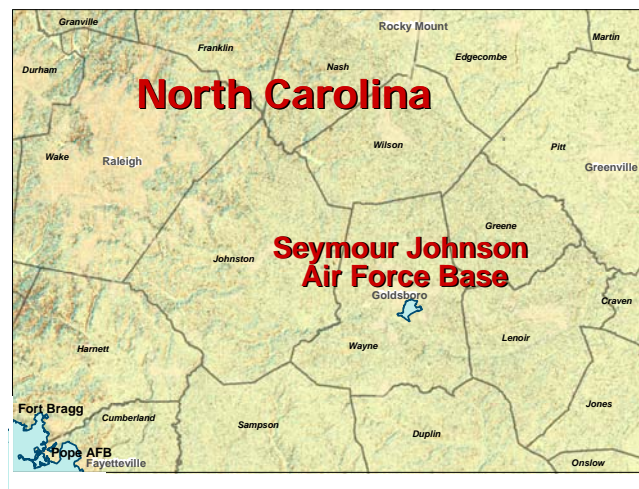 Granville
Rocky Mount
Martin
Franklin
Edgecombe
Durham
Nash
North Carolina
Wilson
Pitt
Wake
Raleigh
Greenville
Greene
Seymour Johnson
Air Force Base
Johnston
Goldsboro
Craven
Lenoir
Wayne
Harnett
Jones
Fort Bragg
Cumberland
Sampson
Duplin
Pope AFB
Fayetteville
Onslow